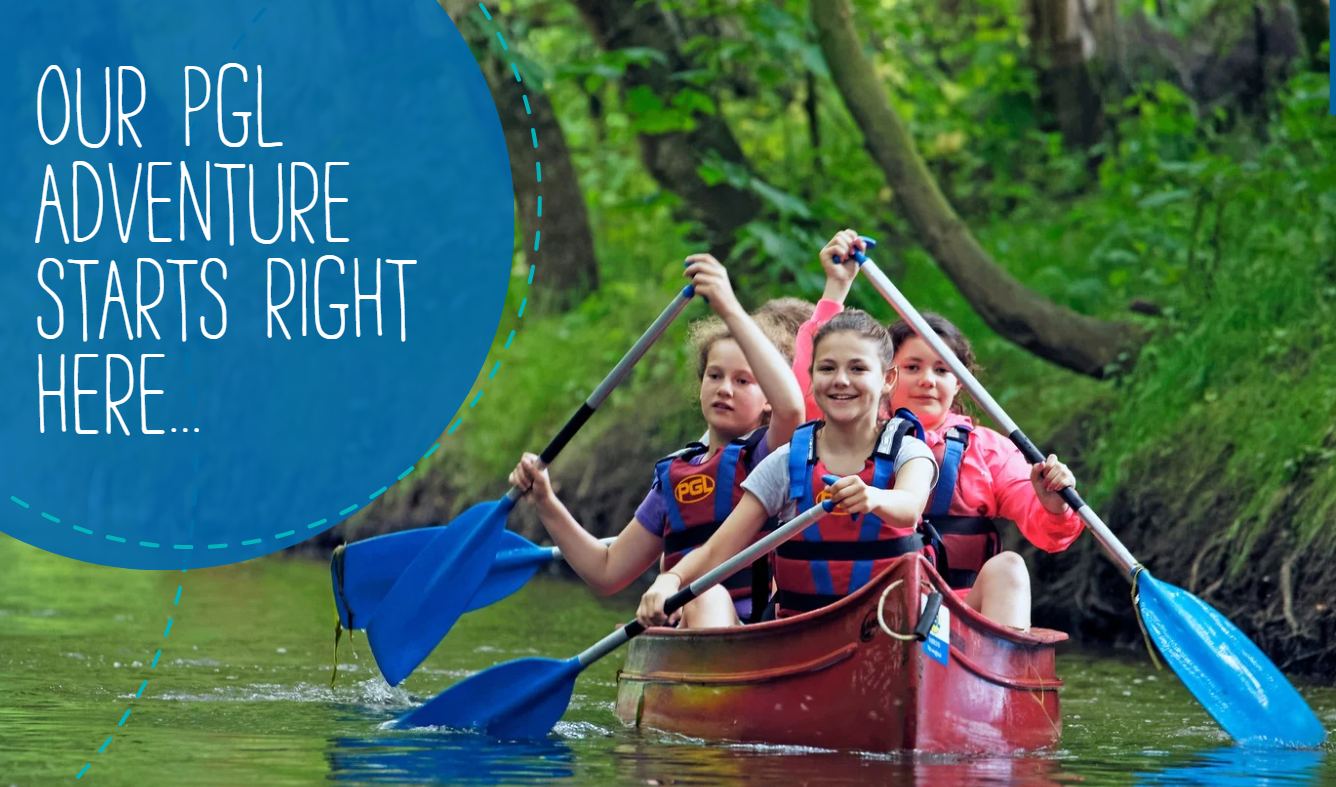 OUR PGL
ADVENTURE
STARTS RIGHT
HERE...
PGL